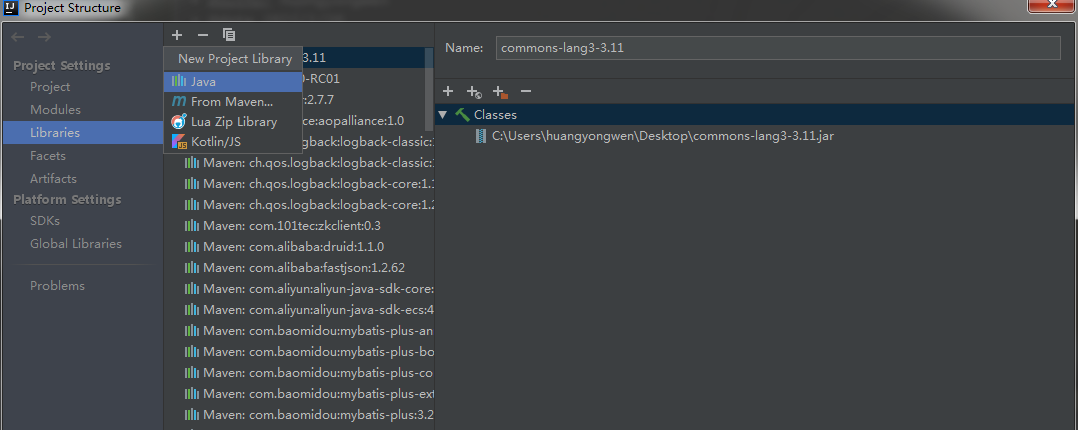 Project Structure
Project Settings
Project
Modules
Libraries
Facets
Artifacts
Platform Settings
SDKs
Global Libraries
Problems
New Project Library
Java
From Maven...
Lua Zip Library
Kotlin/JS
3.11
-RC01
:2.7.7
ce:aopalliance:1.0
logback:logback-classic:
Maven: ch.qos.logback:logback-classic:
Maven: ch.qos.logback:logback-core:1.
Maven: ch.qos.logback:logback-core:1.2
Maven: com.101tec:zkclient:0.3
Maven: com.alibaba:druid:1.1.0
Maven: com.alibaba:fastjson:1.2.62
Maven: com.aliyun:aliyun-java-sdk-core:
Maven: com.aliyun:aliyun-java-sdk-ecs:4
Maven: com.baomidou:mybatis-plus-an
Maven: com.baomidou:mybatis-plus-bo
Maven: com.baomidou:mybatis-plus-co
Maven: com.baomidou:mybatis-plus-ext
Maven: com.baomidou:mybatis-plus:3.2
Name: commons-lang3-3.11
Classes
C:\Users\huangyongwen\Desktop\commons-lang3-3.11.jar